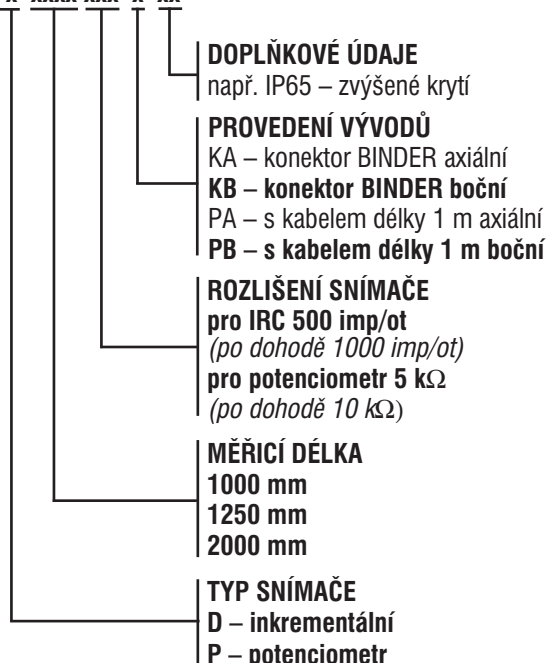 x xxxx xxx x xx
DOPLŇKOVÉ ÚDAJE
např. IP65 – zvýšené krytí
PROVEDENÍ VÝVODŮ
KA – konektor BINDER axiální
KB – konektor BINDER boční
PA – s kabelem délky 1 m axiální
PB – s kabelem délky 1 m boční
ROZLIŠENÍ SNÍMAČE
pro IRC 500 imp/ot
(po dohodě 1000 imp/ot)
pro potenciometr 5 kΩ
(po dohodě 10 kΩ)
MĚŘICÍ DÉLKA
1000 mm
1250 mm
2000 mm
TYP SNÍMAČE
D – inkrementální
P – potenciometr